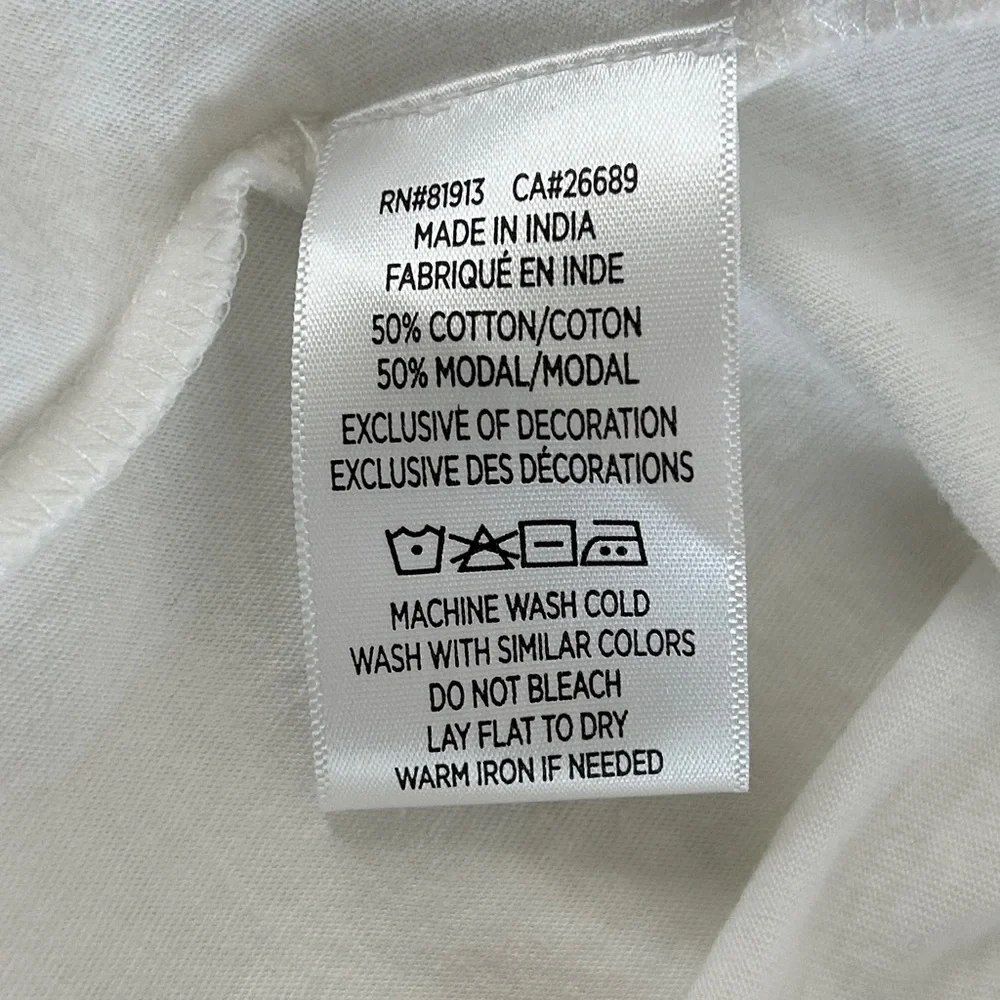 RN#81913 CA#26689
MADE IN INDIA
FABRIQUÉ EN INDE
50% COTTON/COTON
50% MODAL/MODAL
EXCLUSIVE OF DECORATION
EXCLUSIVE DES DÉCORATIONS
MACHINE WASH COLD
WASH WITH SIMILAR COLORS
DO NOT BLEACH
LAY FLAT TO DRY
WARM IRON IF NEEDED